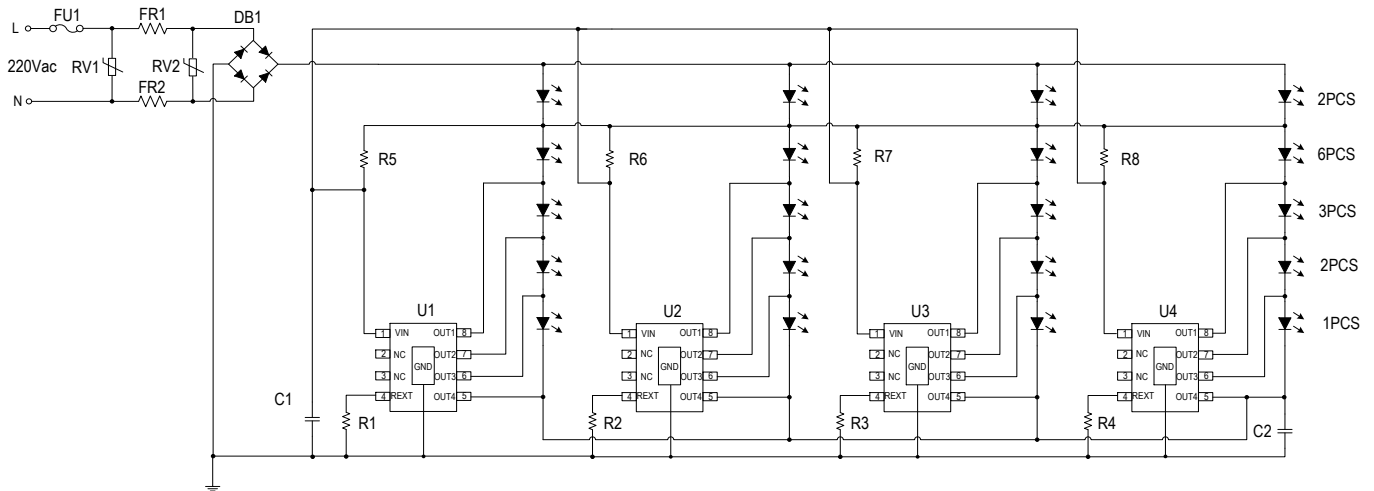 L
FU1
FR1
DB1
220Vac
RV1
RV2
FR2
N
2PCS
R5
R6
R7
R8
6PCS
3PCS
2PCS
1PCS
U1
1
VIN
OUT1
8
2
NC
OUT2
7
GND
3
NC
OUT3
6
4
REXT
OUT4
5
U2
1
VIN
OUT1
8
2
NC
OUT2
7
GND
3
NC
OUT3
6
4
REXT
OUT4
5
U3
1
VIN
OUT1
8
2
NC
OUT2
7
GND
3
NC
OUT3
6
4
REXT
OUT4
5
U4
1
VIN
OUT1
8
2
NC
OUT2
7
GND
3
NC
OUT3
6
4
REXT
OUT4
5
C1
R1
R2
R3
R4
C2